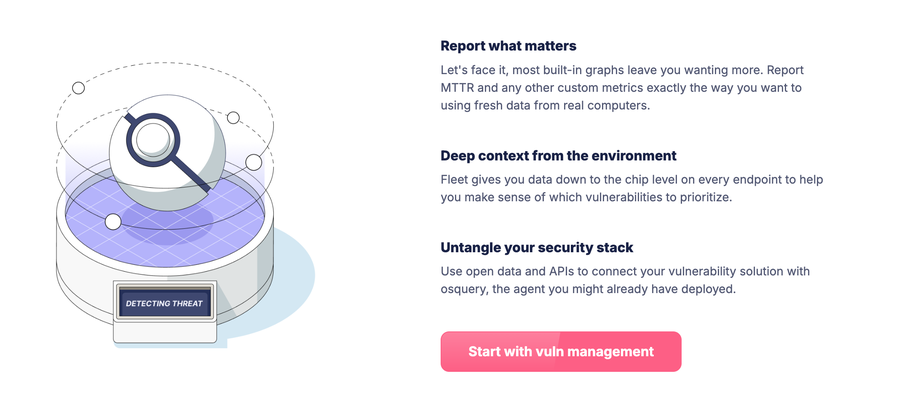 Report what matters
Let's face it, most built-in graphs leave you wanting more. Report
MTTR and any other custom metrics exactly the way you want to
using fresh data from real computers.
Deep context from the environment
Fleet gives you data down to the chip level on every endpoint to help
you make sense of which vulnerabilities to prioritize.
Untangle your security stack
Use open data and APIs to connect your vulnerability solution with
osquery, the agent you might already have deployed.
DETECTING THREAT
Start with vuln management